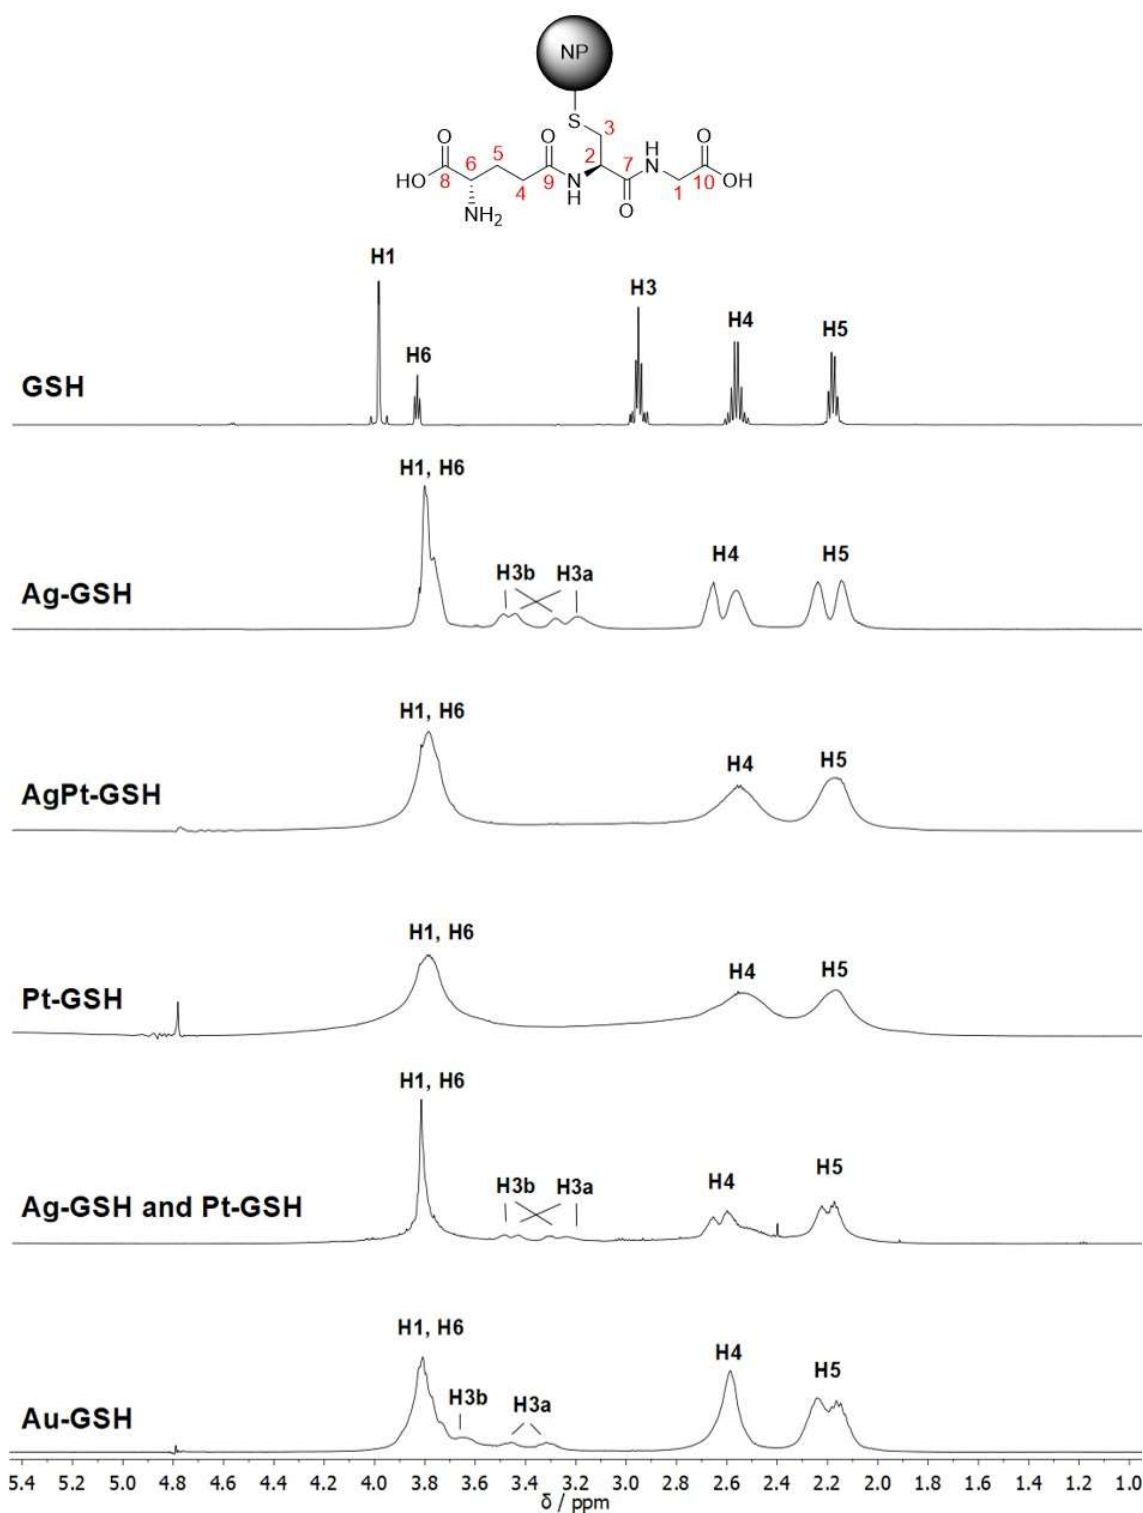 NP
S
3
O
5
O
2
7
H
N
O
6
HO
8
4
9
N
H
O
1
10
OH
NH2
H1
H3
H4
H5
H6
GSH
H1, H6
H3b
H3a
H4
H5
Ag-GSH
H1, H6
H4
H5
AgPt-GSH
H1, H6
H4
H5
Pt-GSH
H1, H6
H3b
H3a
H4
H5
Ag-GSH and Pt-GSH
H1, H6
H3b
H3a
H4
H5
Au-GSH
5.4 5.2 5.0 4.8 4.6 4.4 4.2 4.0 3.8 3.6 3.4 3.2 3.0 2.8 2.6 2.4 2.2 2.0 1.8 1.6 1.4 1.2 1.0
δ / ppm